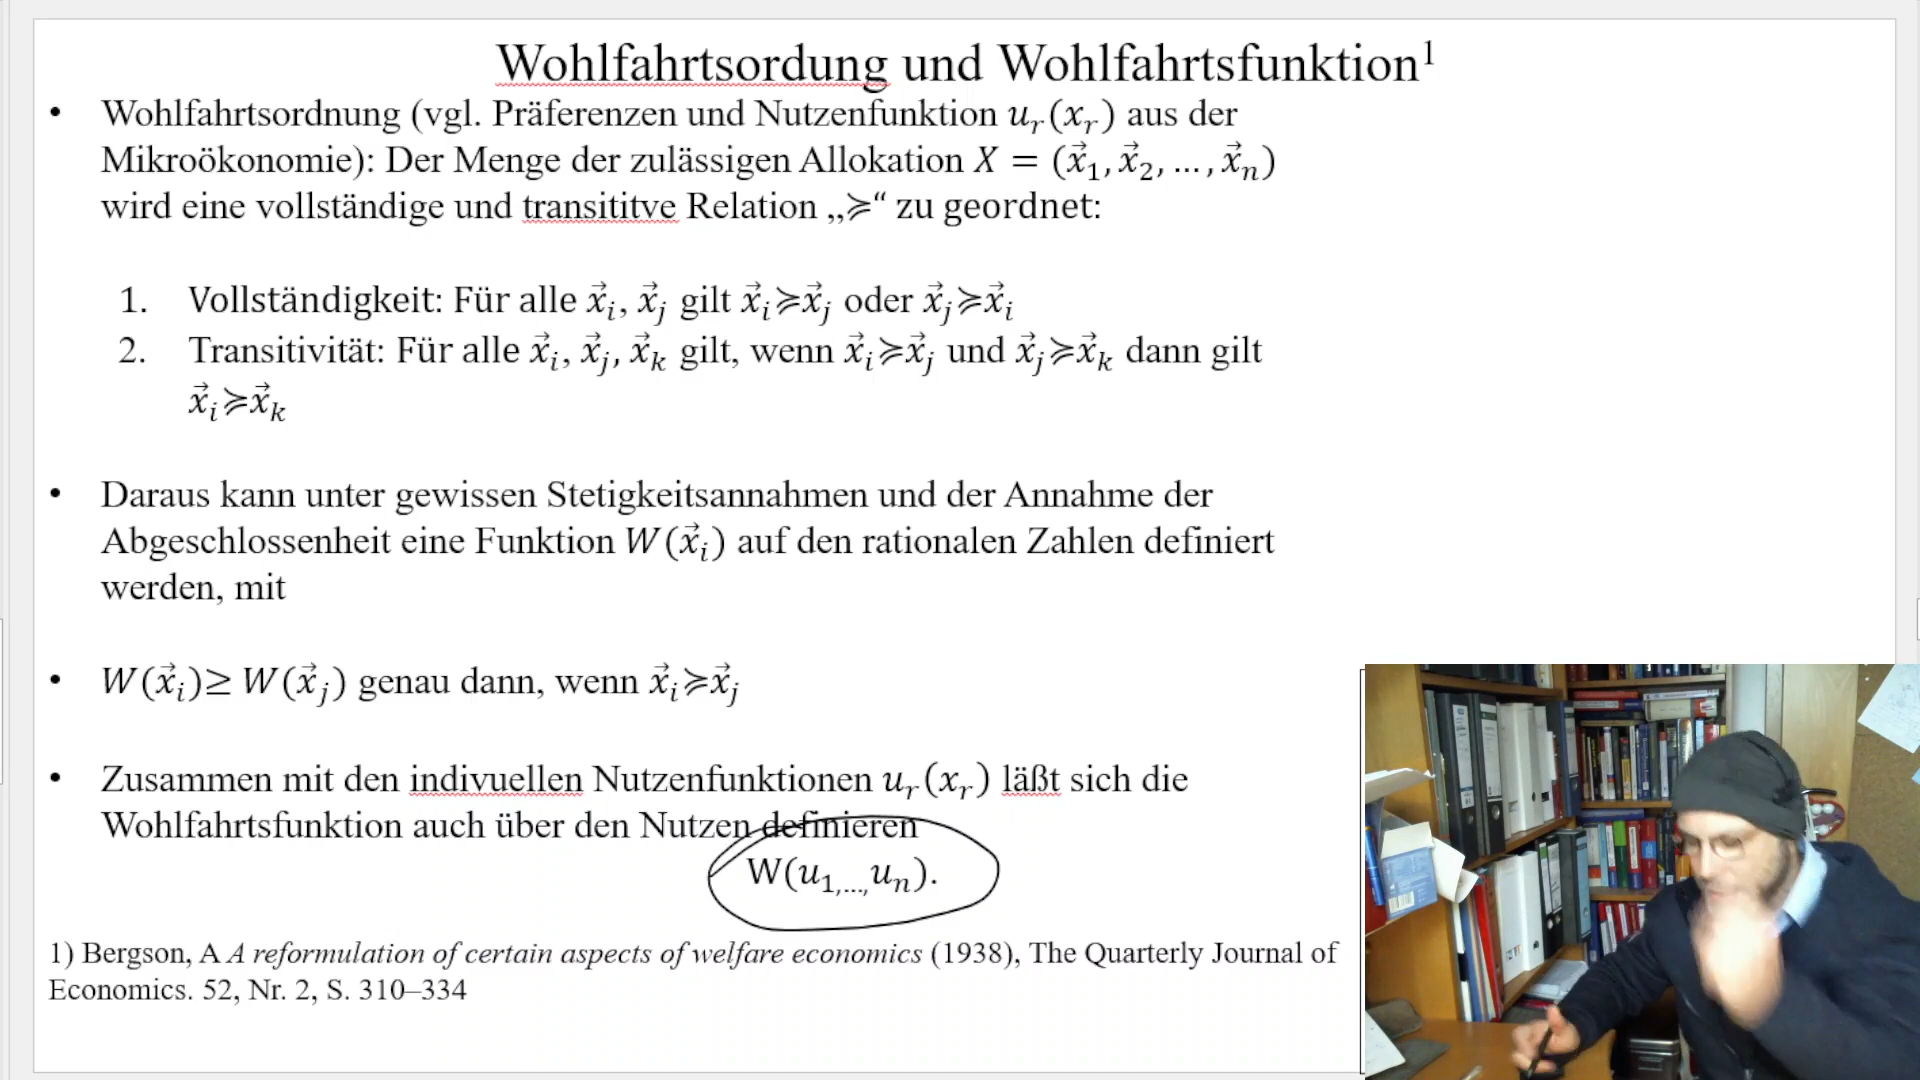 Wohlfahrtsordung und Wohlfahrtsfunktion¹
• Wohlfahrtsordnung (vgl. Präferenzen und Nutzenfunktion 𝑢ᵣ(𝑥ᵣ) aus der
Mikroökonomie): Der Menge der zulässigen Allokation 𝑋 = (x⃗₁, x⃗₂, …, x⃗ₙ)
wird eine vollständige und transititve Relation „≽“ zu geordnet:
1. Vollständigkeit: Für alle x⃗ᵢ, x⃗ⱼ gilt x⃗ᵢ≽x⃗ⱼ oder x⃗ⱼ≽x⃗ᵢ
2. Transitivität: Für alle x⃗ᵢ, x⃗ⱼ, x⃗ₖ gilt, wenn x⃗ᵢ≽x⃗ⱼ und x⃗ⱼ≽x⃗ₖ dann gilt
x⃗ᵢ≽x⃗ₖ
• Daraus kann unter gewissen Stetigkeitsannahmen und der Annahme der
Abgeschlossenheit eine Funktion 𝑊(x⃗ᵢ) auf den rationalen Zahlen definiert
werden, mit
• 𝑊(x⃗ᵢ)≥ 𝑊(x⃗ⱼ) genau dann, wenn x⃗ᵢ≽x⃗ⱼ
• Zusammen mit den indivuellen Nutzenfunktionen 𝑢ᵣ(𝑥ᵣ) läßt sich die
Wohlfahrtsfunktion auch über den Nutzen definieren
W(𝑢₁,…,𝑢ₙ).
1) Bergson, A A reformulation of certain aspects of welfare economics (1938), The Quarterly Journal of
Economics. 52, Nr. 2, S. 310–334